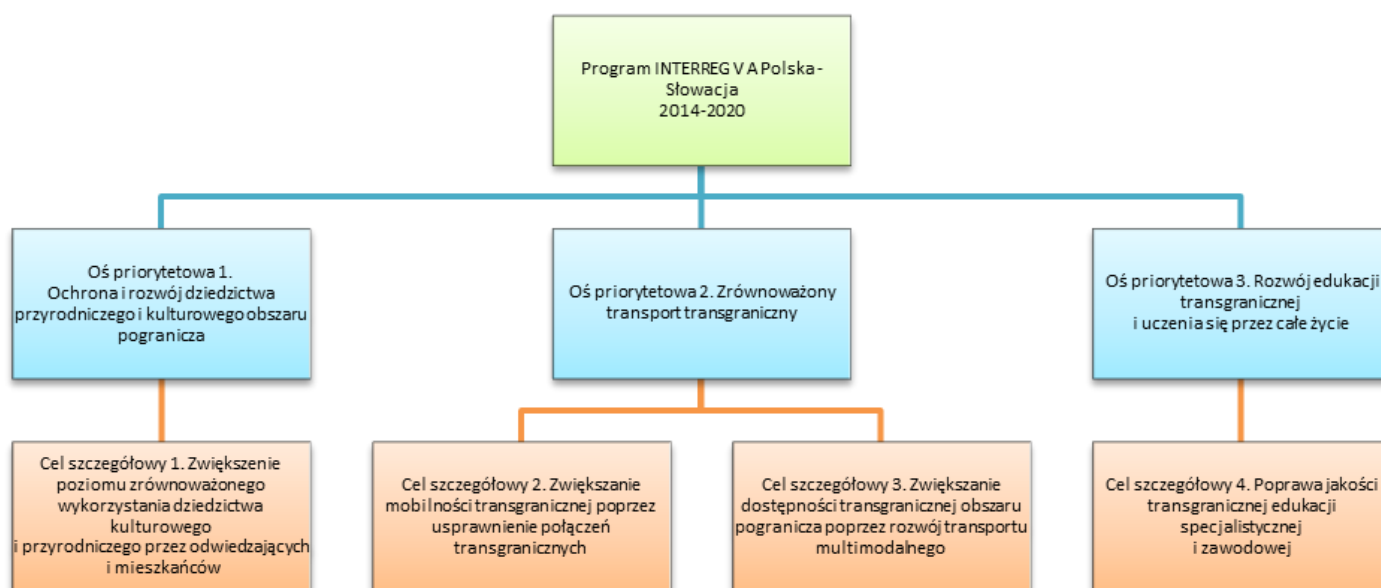 Program INTERREG V A Polska -
Słowacja
2014-2020
Oś priorytetowa 1.
Ochrona i rozwój dziedzictwa
przyrodniczego i kulturowego obszaru
pogranicza
Oś priorytetowa 2. Zrównoważony
transport transgraniczny
Oś priorytetowa 3. Rozwój edukacji
transgranicznej
i uczenia się przez całe życie
Cel szczegółowy 1. Zwiększenie
poziomu zrównoważonego
wykorzystania dziedzictwa
kulturowego
i przyrodniczego przez odwiedzających
i mieszkańców
Cel szczegółowy 2. Zwiększanie
mobilności transgranicznej poprzez
usprawnienie połączeń
transgranicznych
Cel szczegółowy 3. Zwiększanie
dostępności transgranicznej obszaru
pogranicza poprzez rozwój transportu
multimodalnego
Cel szczegółowy 4. Poprawa jakości
transgranicznej edukacji
specjalistycznej
i zawodowej